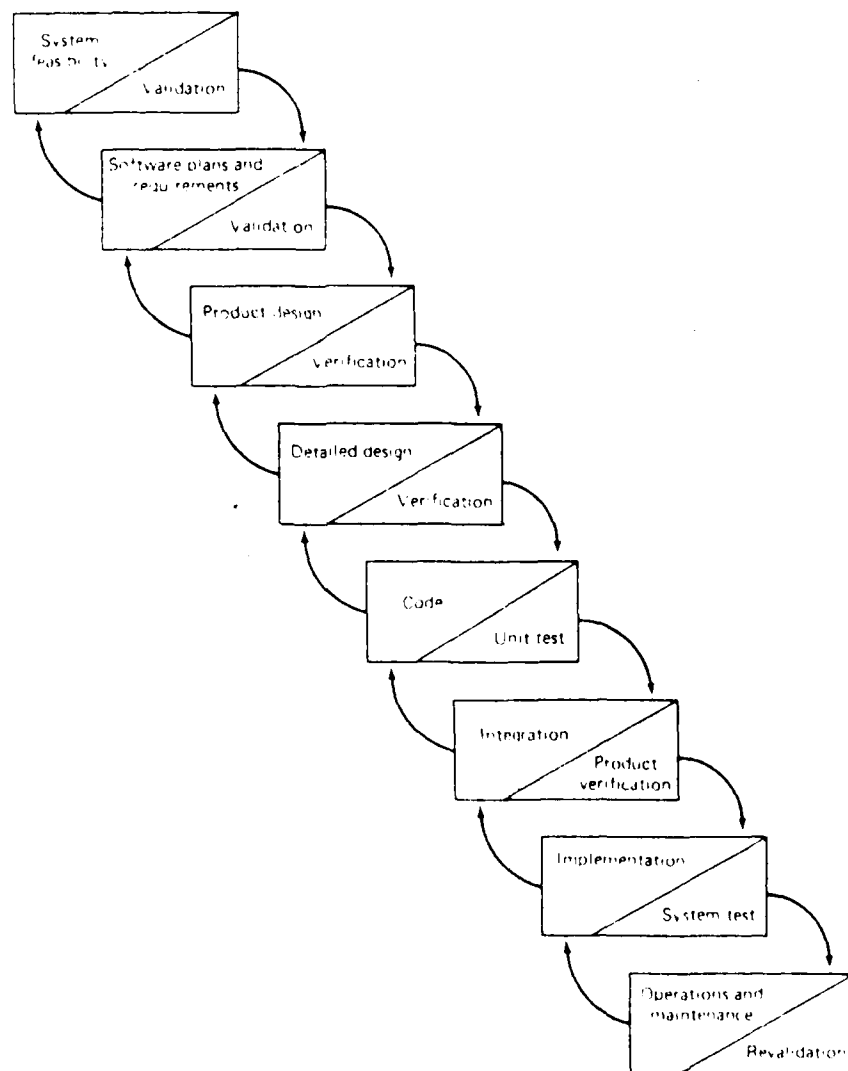 System
feasibility
Validation
Software plans and
requirements
Validation
Product design
Verification
Detailed design
Verification
Code
Unit test
Integration
Product
verification
Implementation
System test
Operations and
maintenance
Revalidation